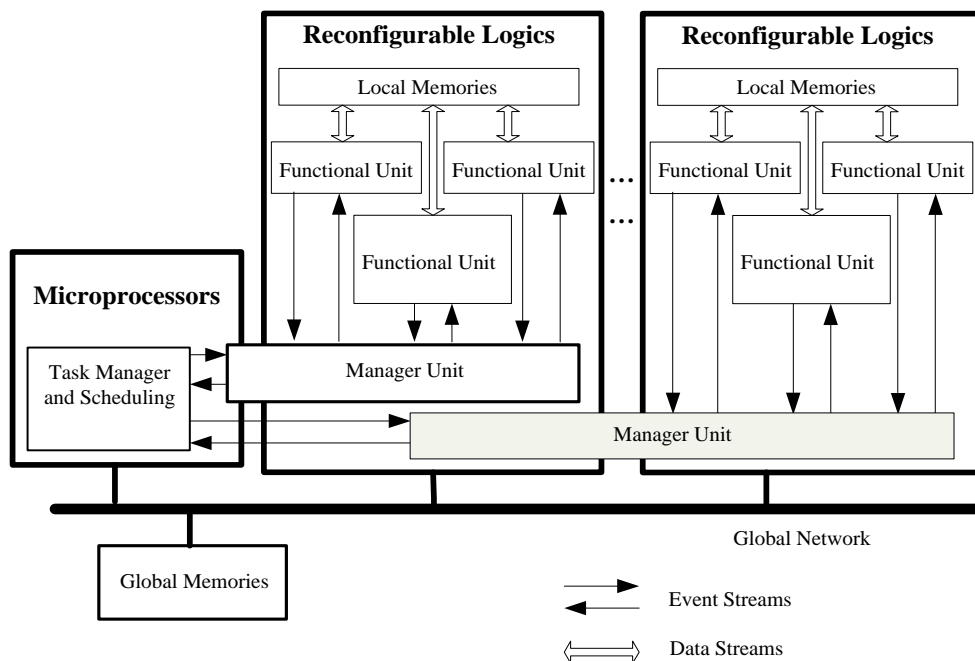 Reconfigurable Logics
Local Memories
Functional Unit
Functional Unit
Functional Unit
Manager Unit
...
...
Reconfigurable Logics
Local Memories
Functional Unit
Functional Unit
Functional Unit
Manager Unit
Microprocessors
Task Manager
and Scheduling
Global Network
Global Memories
Event Streams
Data Streams